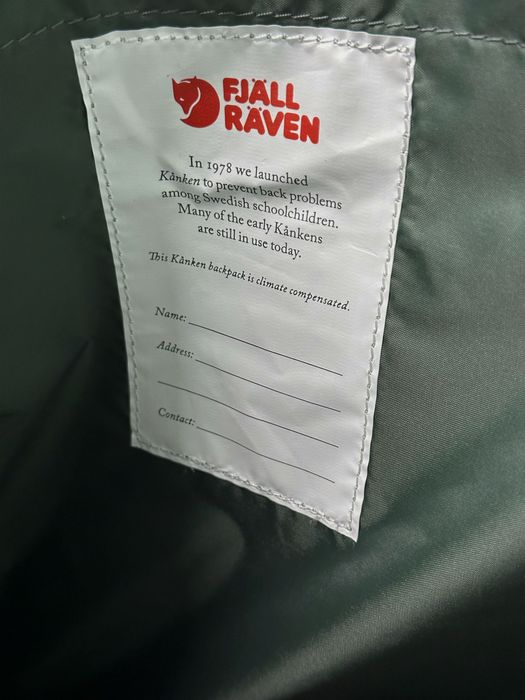 FJÄLL
RÄVEN
In 1978 we launched
Kånken to prevent back problems
among Swedish schoolchildren.
Many of the early Kånkens
are still in use today.
This Kånken backpack is climate compensated.
Name:
Address:
Contact: